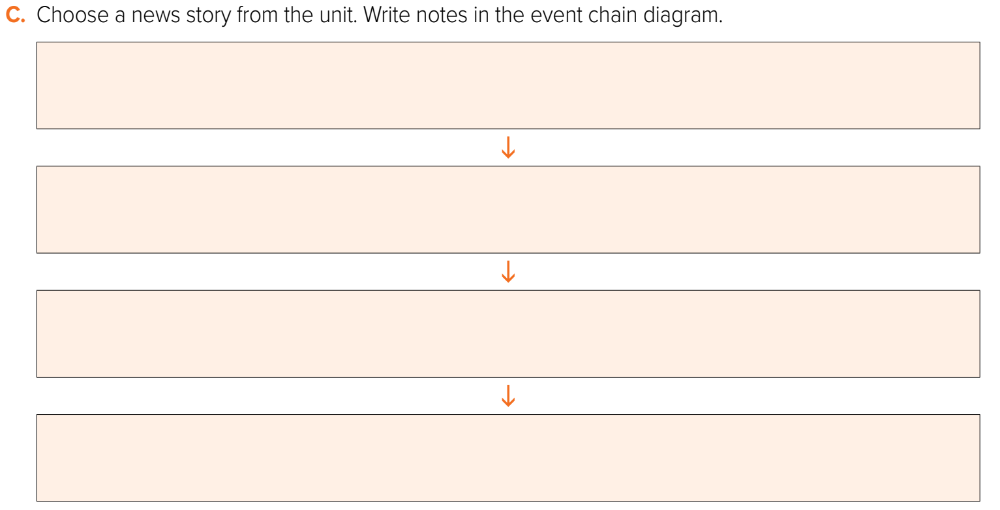 C. Choose a news story from the unit. Write notes in the event chain diagram.